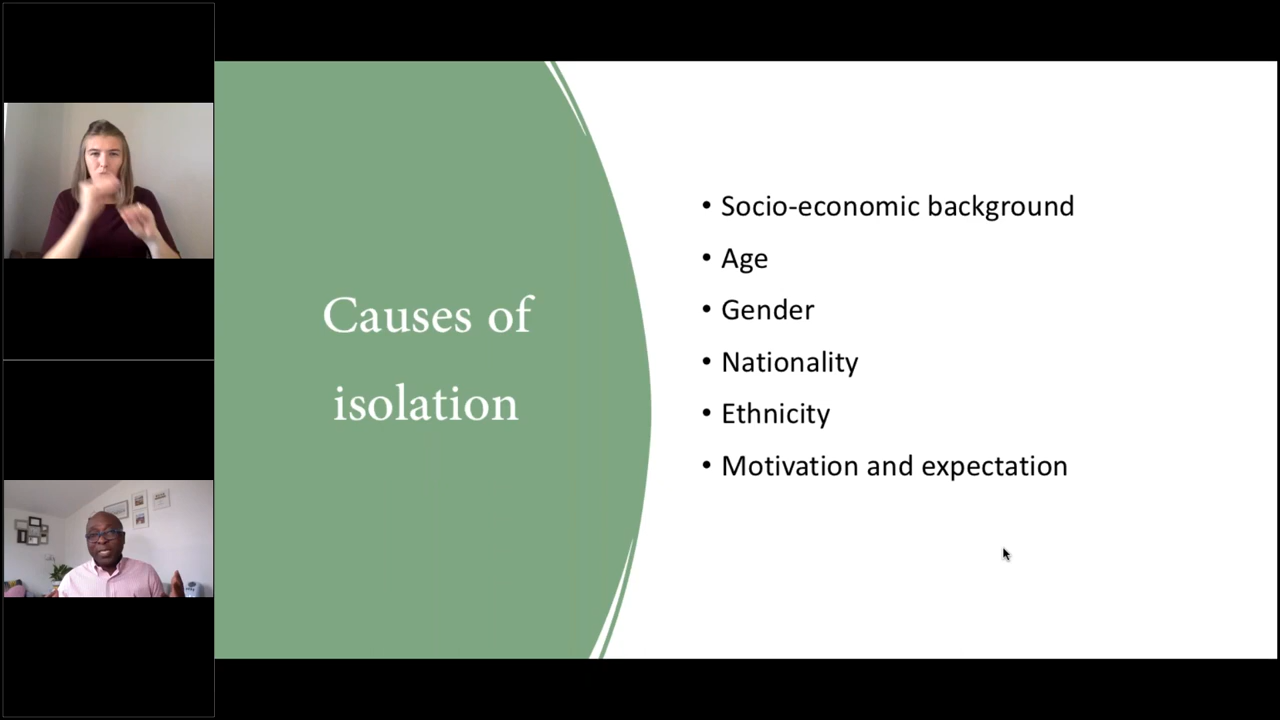 Causes of
isolation
• Socio-economic background
• Age
• Gender
• Nationality
• Ethnicity
• Motivation and expectation